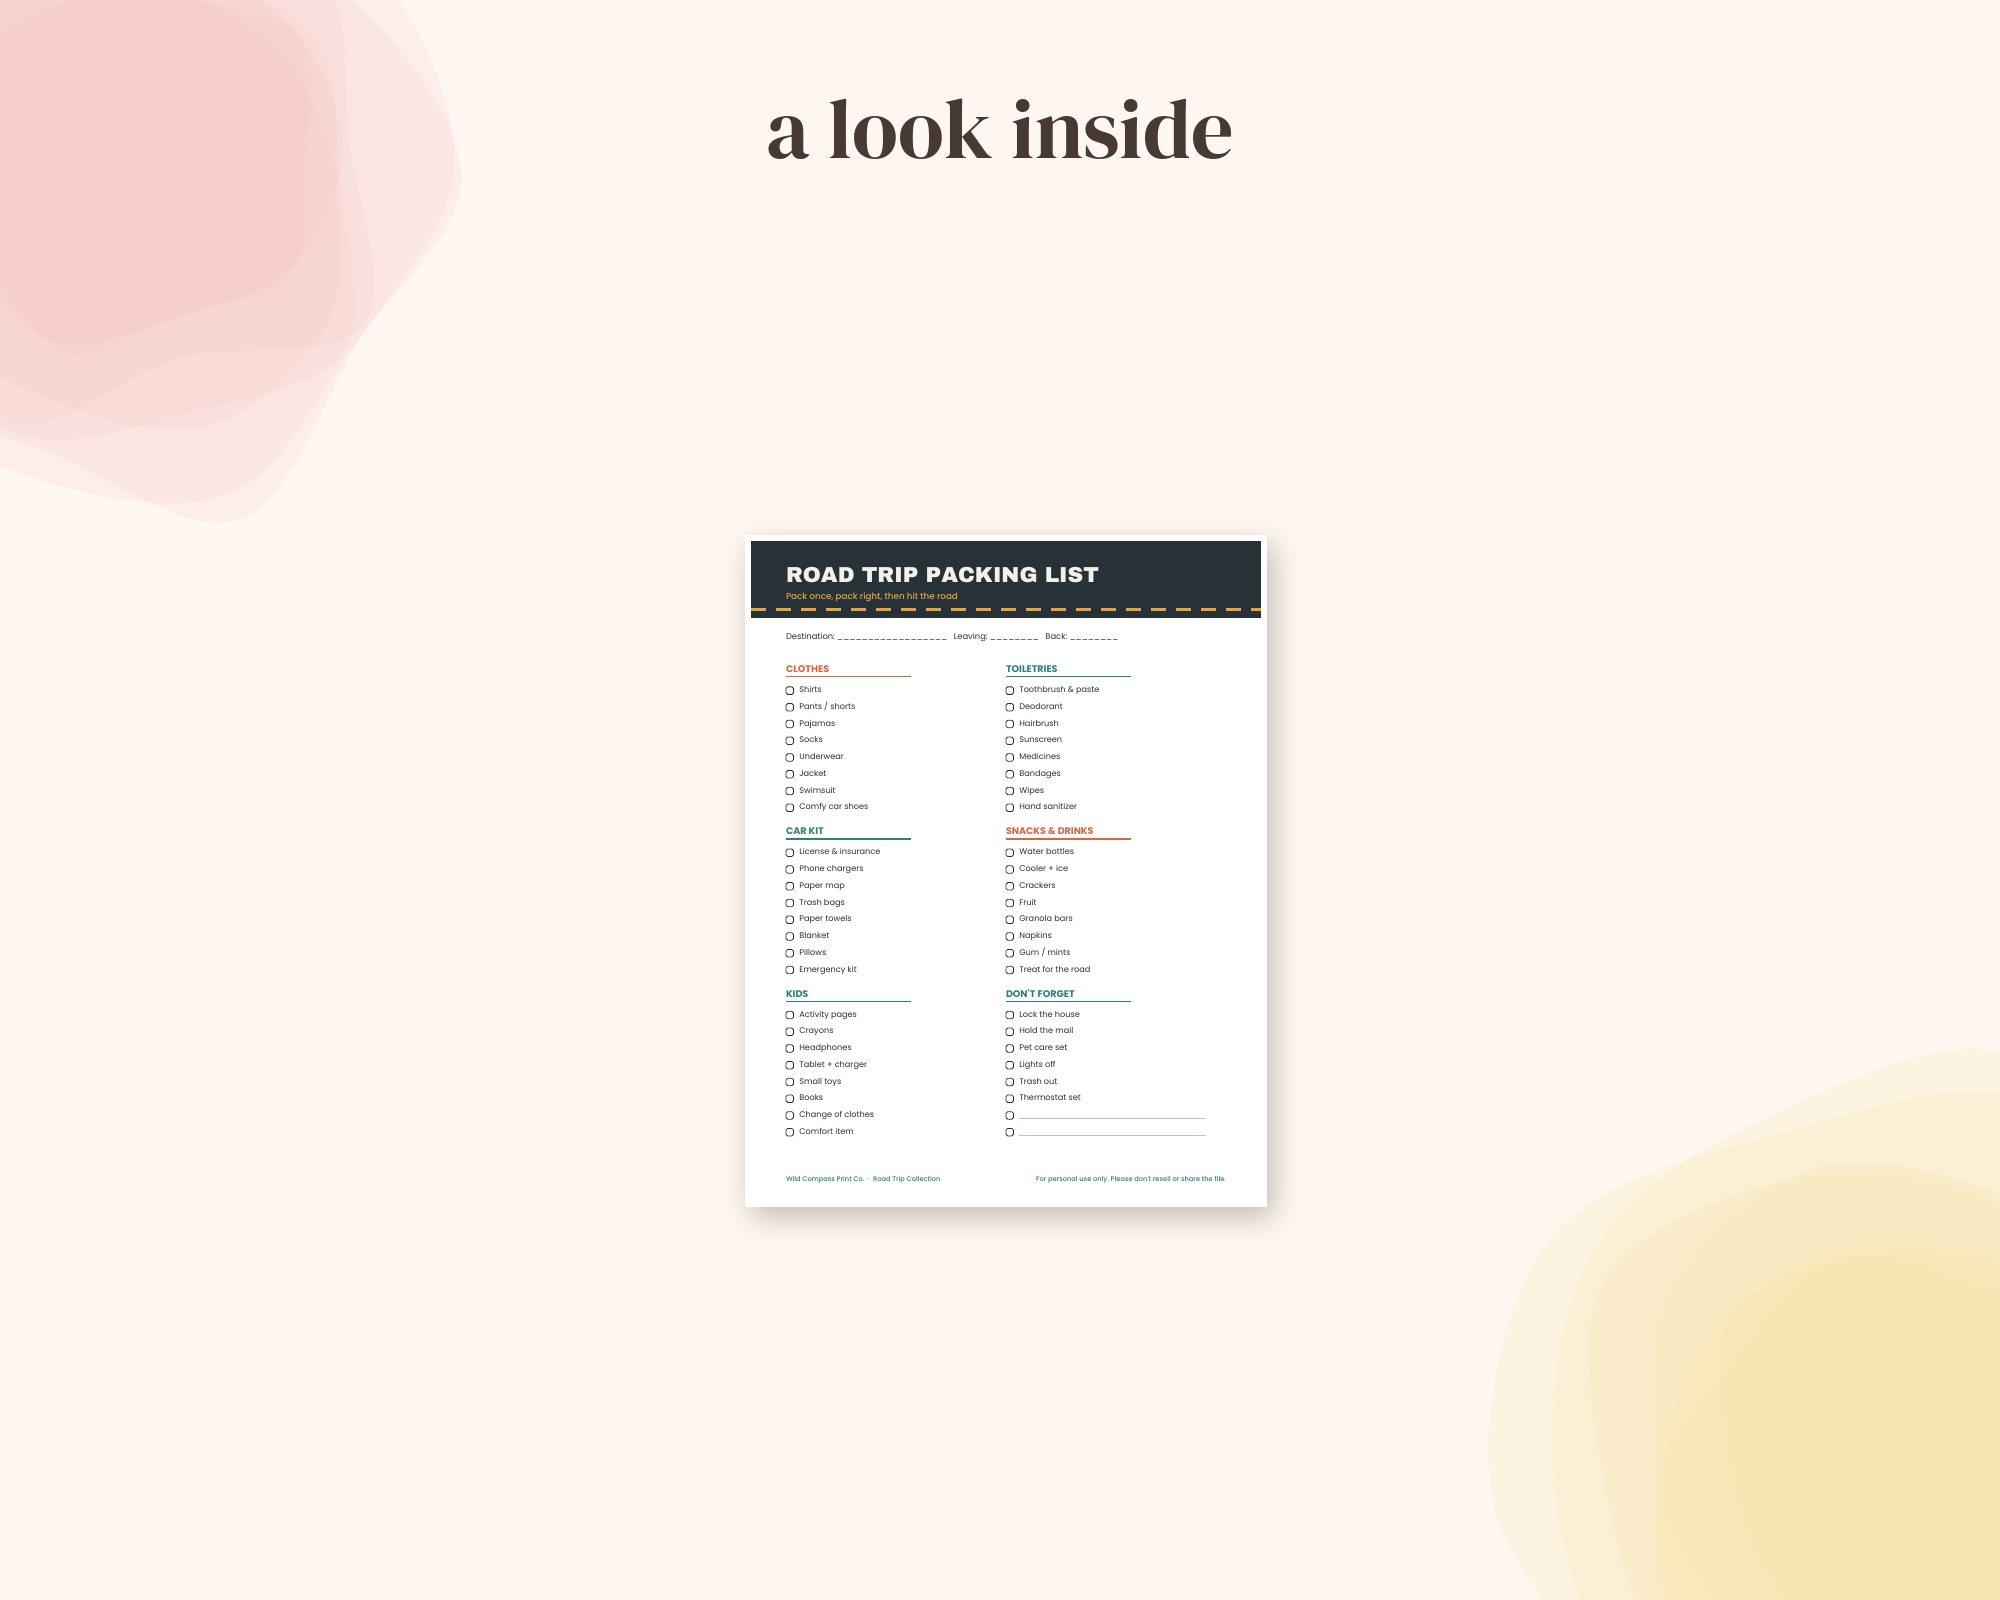 a look inside
ROAD TRIP PACKING LIST
Pack once, pack right, then hit the road
Destination: __________________ Leaving: ________ Back: ________
CLOTHES
Shirts
Pants / shorts
Pajamas
Socks
Underwear
Jacket
Swimsuit
Comfy car shoes
TOILETRIES
Toothbrush & paste
Deodorant
Hairbrush
Sunscreen
Medicines
Bandages
Wipes
Hand sanitizer
CAR KIT
License & insurance
Phone chargers
Paper map
Trash bags
Paper towels
Blanket
Pillows
Emergency kit
SNACKS & DRINKS
Water bottles
Cooler + ice
Crackers
Fruit
Granola bars
Napkins
Gum / mints
Treat for the road
KIDS
Activity pages
Crayons
Headphones
Tablet + charger
Small toys
Books
Change of clothes
Comfort item
DON'T FORGET
Lock the house
Hold the mail
Pet care set
Lights off
Trash out
Thermostat set
Wild Compass Print Co. · Road Trip Collection
For personal use only. Please don't resell or share the file.